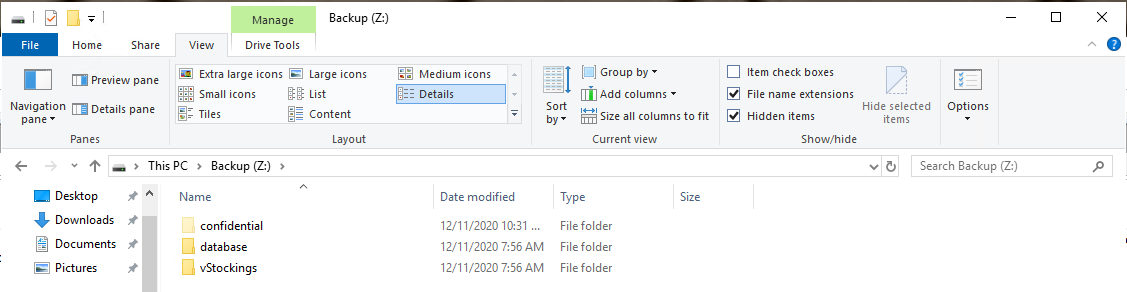 Manage Backup (Z:)
File Home Share View Drive Tools
Navigation pane
Preview pane
Details pane
Panes
Extra large icons Large icons Medium icons
Small icons List Details
Tiles Content
Layout
Sort by
Group by
Add columns
Size all columns to fit
Current view
Item check boxes
File name extensions
Hidden items
Hide selected items
Show/hide
Options
This PC > Backup (Z:) >
Search Backup (Z:)
Desktop
Downloads
Documents
Pictures
Name Date modified Type Size
confidential 12/11/2020 10:31 ... File folder
database 12/11/2020 7:56 AM File folder
vStockings 12/11/2020 7:56 AM File folder